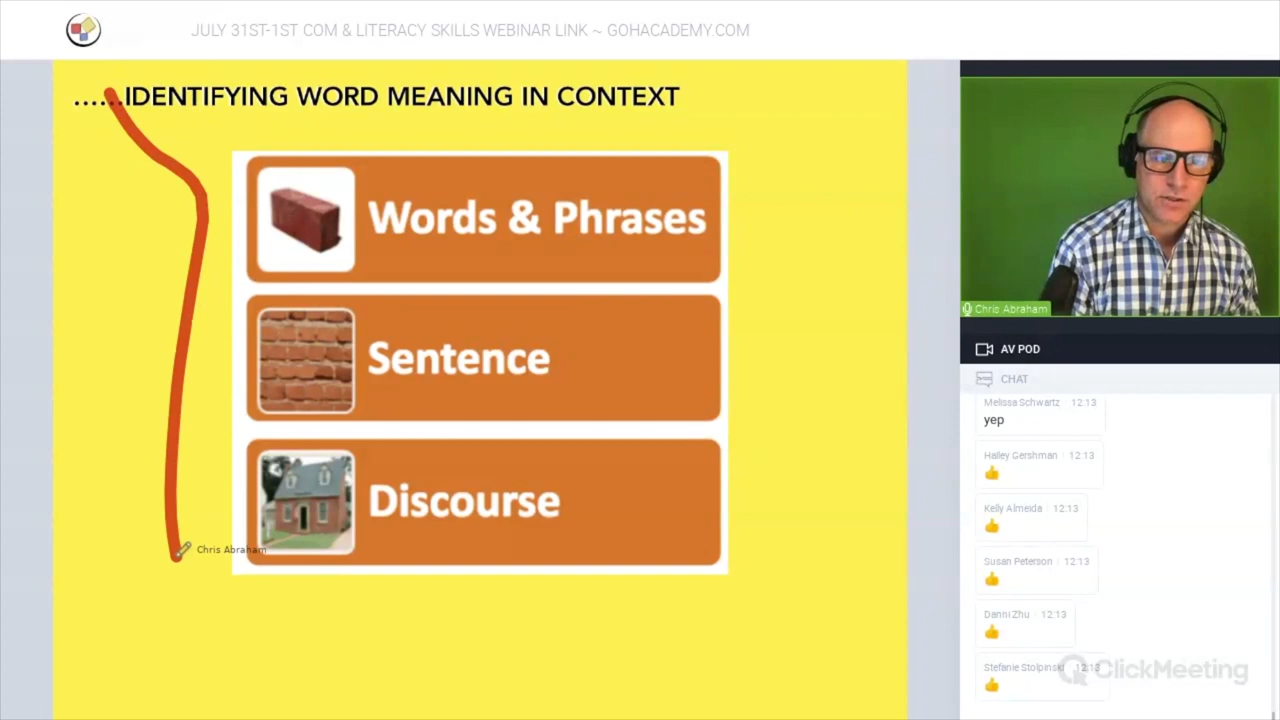 JULY 31ST-1ST COM & LITERACY SKILLS WEBINAR LINK ~ GOHACADEMY.COM
......IDENTIFYING WORD MEANING IN CONTEXT
Words & Phrases
Sentence
Discourse
Chris Abraham
Chris Abraham
AV POD
CHAT
Melissa Schwartz 12:13
yep
Hailey Gershman 12:13
👍
Kelly Almeida 12:13
👍
Susan Peterson 12:13
👍
Danni Zhu 12:13
👍
Stefanie Stolpinski 12:13
👍
ClickMeeting